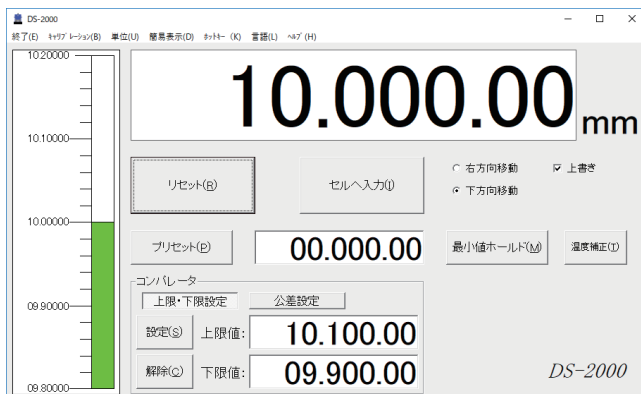 DS-2000
終了(E) ｷｬﾘﾌﾞﾚｰｼｮﾝ(B) 単位(U) 簡易表示(D) ﾎｯﾄｷｰ (K) 言語(L) ﾍﾙﾌﾟ(H)
10.20000
10.10000
10.00000
09.90000
09.80000
10.000.00 mm
リセット(R)
セルへ入力(I)
右方向移動
下方向移動
上書き
プリセット(P)
00.000.00
最小値ホールド(M)
温度補正(T)
コンパレータ
上限・下限設定
公差設定
設定(S) 上限値: 10.100.00
解除(C) 下限値: 09.900.00
DS-2000